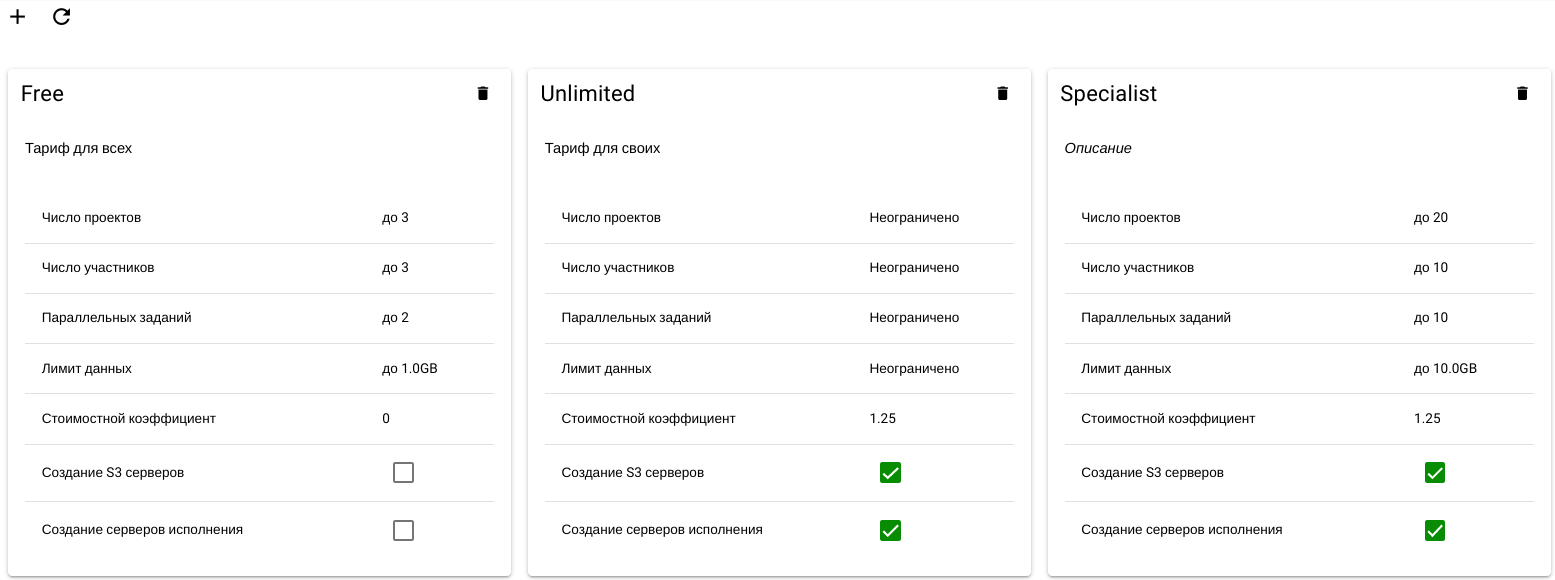 Free
Тариф для всех
Число проектов до 3
Число участников до 3
Параллельных заданий до 2
Лимит данных до 1.0GB
Стоимостной коэффициент 0
Создание S3 серверов
Создание серверов исполнения
Unlimited
Тариф для своих
Число проектов Неограничено
Число участников Неограничено
Параллельных заданий Неограничено
Лимит данных Неограничено
Стоимостной коэффициент 1.25
Создание S3 серверов
Создание серверов исполнения
Specialist
Описание
Число проектов до 20
Число участников до 10
Параллельных заданий до 10
Лимит данных до 10.0GB
Стоимостной коэффициент 1.25
Создание S3 серверов
Создание серверов исполнения